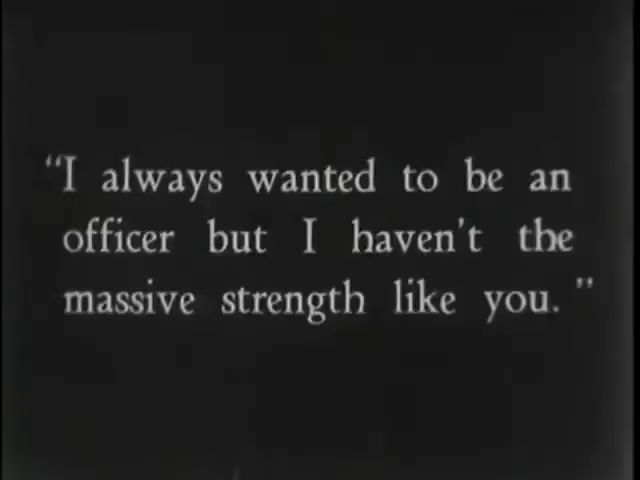 "I always wanted to be an
officer but I haven't the
massive strength like you."